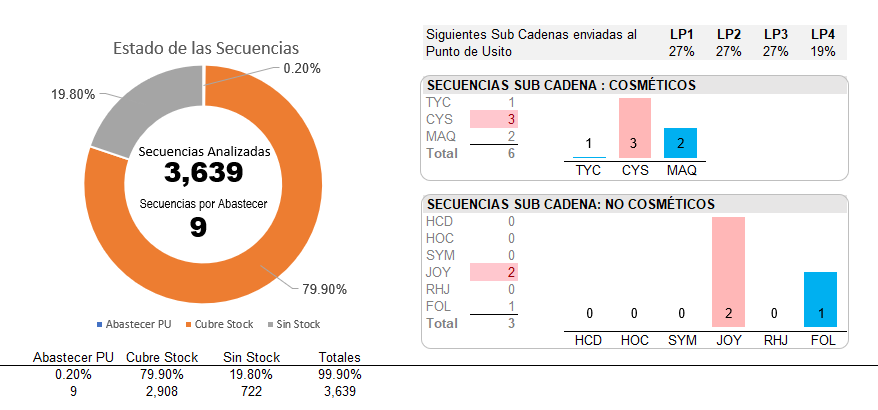 Estado de las Secuencias
0.20%
19.80%
Secuencias Analizadas
3,639
Secuencias por Abastecer
9
79.90%
Abastecer PU Cubre Stock Sin Stock
Abastecer PU Cubre Stock Sin Stock Totales
0.20% 79.90% 19.80% 99.90%
9 2,908 722 3,639
Siguientes Sub Cadenas enviadas al LP1 LP2 LP3 LP4
Punto de Usito 27% 27% 27% 19%
SECUENCIAS SUB CADENA : COSMÉTICOS
TYC 1
CYS 3
MAQ 2
Total 6
1 3 2
TYC CYS MAQ
SECUENCIAS SUB CADENA: NO COSMÉTICOS
HCD 0
HOC 0
SYM 0
JOY 2
RHJ 0
FOL 1
Total 3
0 0 0 2 0 1
HCD HOC SYM JOY RHJ FOL